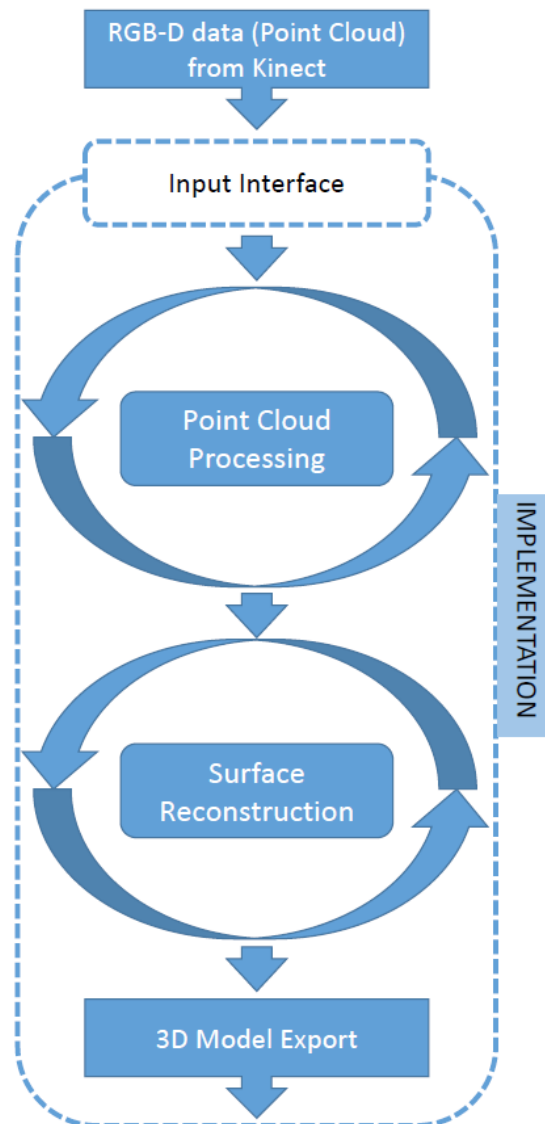 RGB-D data (Point Cloud)
from Kinect
Input Interface
Point Cloud
Processing
IMPLEMENTATION
Surface
Reconstruction
3D Model Export